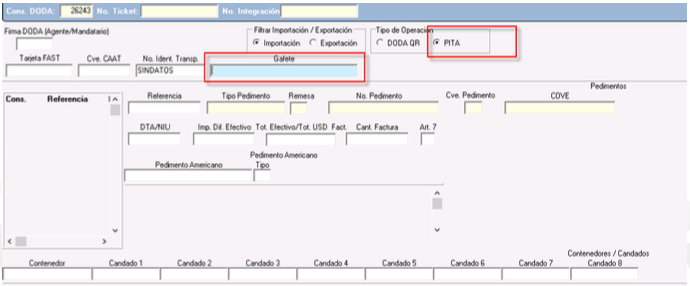 Cons. DODA: 26243 No. Ticket: No. Integración
Firma DODA (Agente/Mandatario) Filtrar Importación / Exportación Tipo de Operación
Importación Exportación DODA QR PITA
Tarjeta FAST Cve. CAAT No. Ident. Transp. Gafete
SINDATOS
Pedimentos
Cons. Referencia Referencia Tipo Pedimento Remesa No. Pedimento Cve. Pedimento COVE
DTA/NIU Imp. Dif. Efectivo Tot. Efectivo/Tot. USD Fact. Cant. Factura Art. 7
Pedimento Americano
Pedimento Americano Tipo
Contenedores / Candados
Contenedor Candado 1 Candado 2 Candado 3 Candado 4 Candado 5 Candado 6 Candado 7 Candado 8